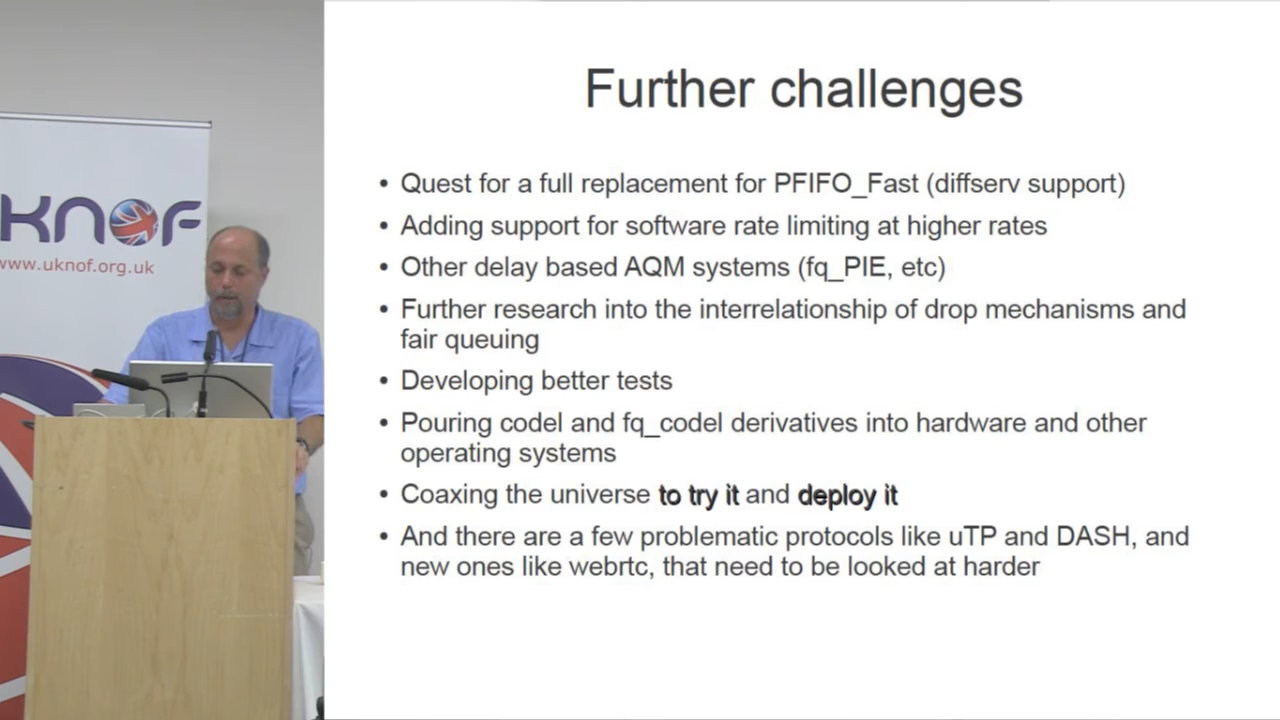 KNOF
www.uknof.org.uk
Further challenges
• Quest for a full replacement for PFIFO_Fast (diffserv support)
• Adding support for software rate limiting at higher rates
• Other delay based AQM systems (fq_PIE, etc)
• Further research into the interrelationship of drop mechanisms and
fair queuing
• Developing better tests
• Pouring codel and fq_codel derivatives into hardware and other
operating systems
• Coaxing the universe to try it and deploy it
• And there are a few problematic protocols like uTP and DASH, and
new ones like webrtc, that need to be looked at harder